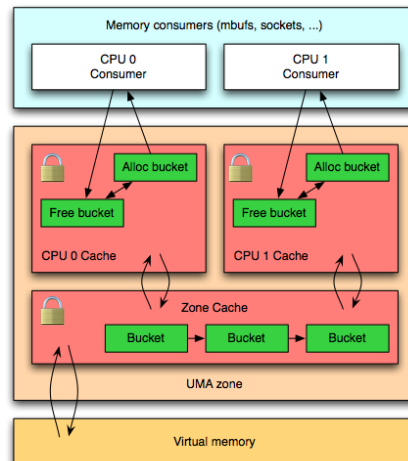 Memory consumers (mbufs, sockets, ...)
CPU 0
Consumer
CPU 1
Consumer
Alloc bucket
Free bucket
CPU 0 Cache
Alloc bucket
Free bucket
CPU 1 Cache
Zone Cache
Bucket
Bucket
Bucket
UMA zone
Virtual memory